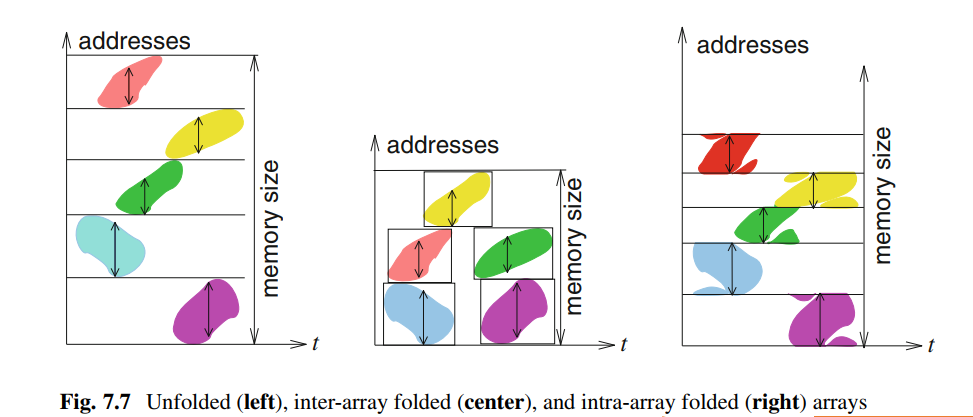 addresses
memory size
t
addresses
memory size
t
addresses
memory size
t
Fig. 7.7 Unfolded (left), inter-array folded (center), and intra-array folded (right) arrays